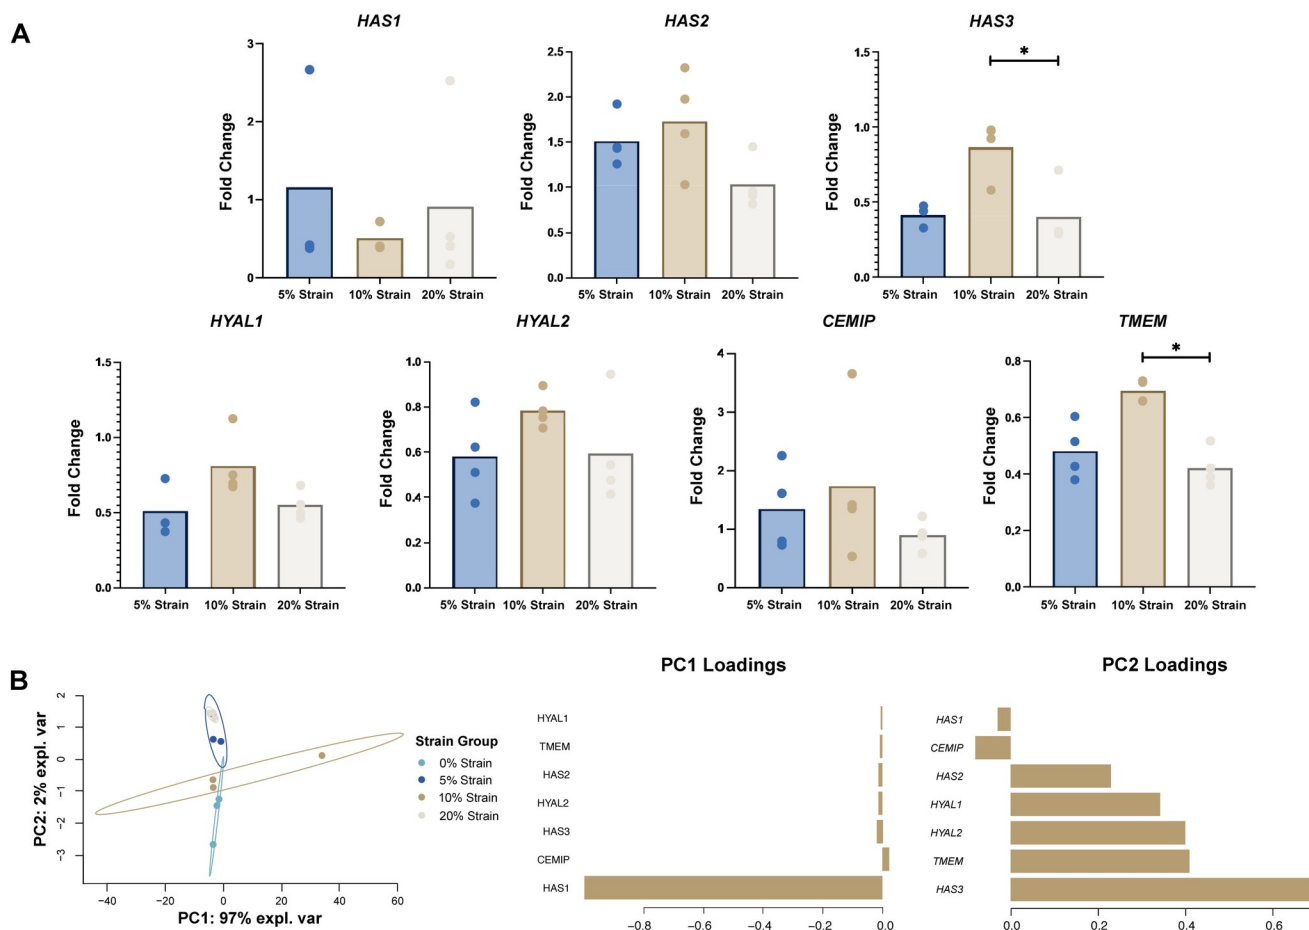 A
HAS1
HAS2
HAS3
Fold Change
3
2
1
0
5% Strain
10% Strain
20% Strain
Fold Change
2.5
2.0
1.5
1.0
0.5
0.0
5% Strain
10% Strain
20% Strain
Fold Change
1.5
1.0
0.5
0.0
*
5% Strain
10% Strain
20% Strain
HYAL1
HYAL2
CEMIP
TMEM
Fold Change
1.5
1.0
0.5
0.0
5% Strain
10% Strain
20% Strain
Fold Change
1.0
0.8
0.6
0.4
0.2
0.0
5% Strain
10% Strain
20% Strain
Fold Change
4
3
2
1
0
5% Strain
10% Strain
20% Strain
Fold Change
0.8
0.6
0.4
0.2
0.0
*
5% Strain
10% Strain
20% Strain
B
PC2: 2% expl. var
2
1
0
−1
−2
−3
−40
−20
0
20
40
60
PC1: 97% expl. var
Strain Group
0% Strain
5% Strain
10% Strain
20% Strain
PC1 Loadings
HYAL1
TMEM
HAS2
HYAL2
HAS3
CEMIP
HAS1
−0.8
−0.6
−0.4
−0.2
0.0
PC2 Loadings
HAS1
CEMIP
HAS2
HYAL1
HYAL2
TMEM
HAS3
0.0
0.2
0.4
0.6